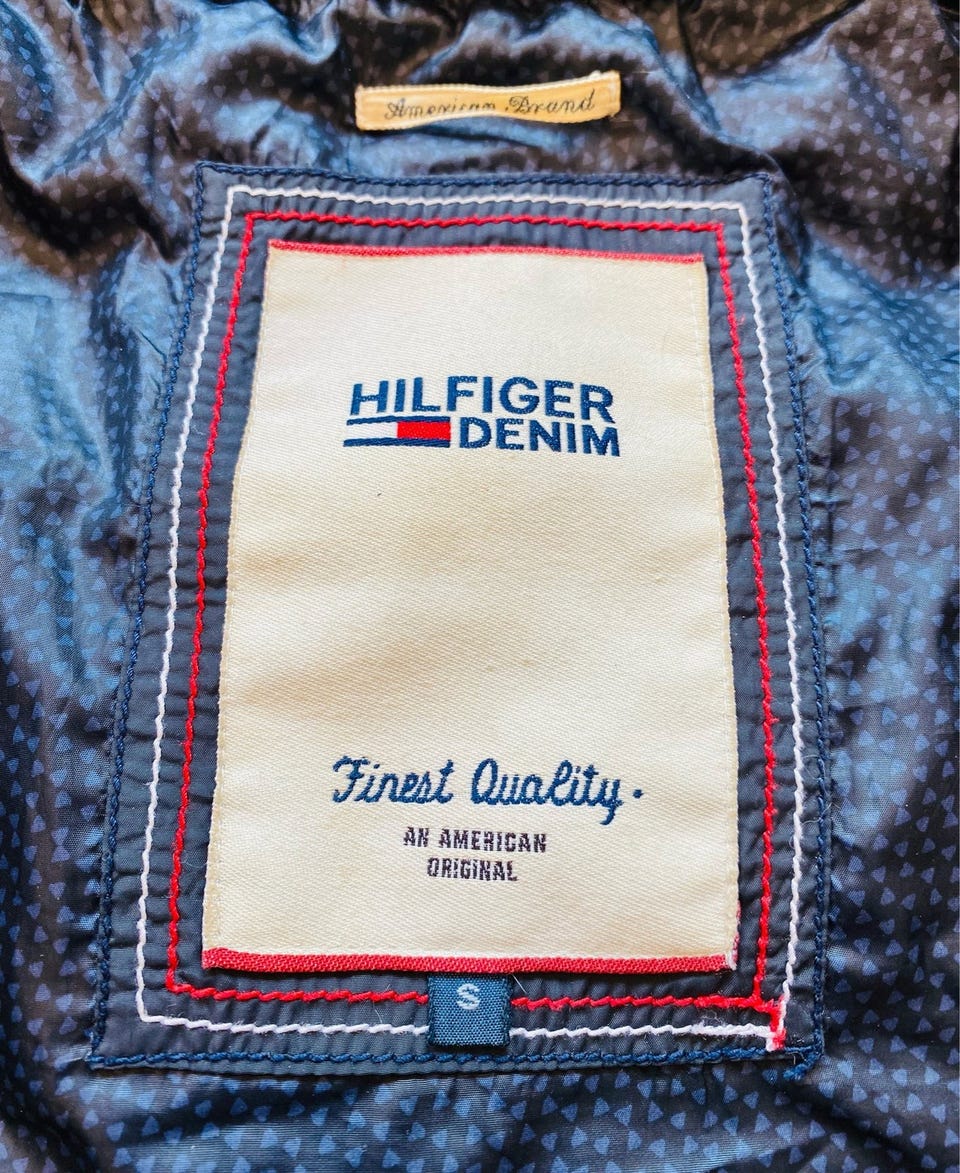 American Brand
HILFIGER
DENIM
Finest Quality.
AN AMERICAN
ORIGINAL
S